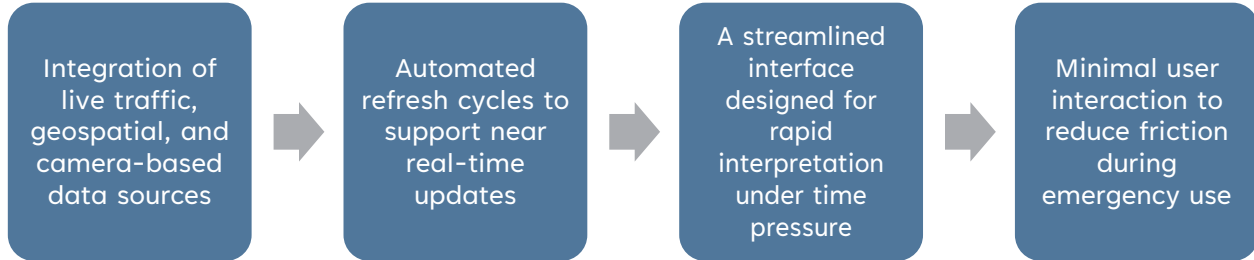 Integration of
live traffic,
geospatial, and
camera-based
data sources
Automated
refresh cycles to
support near
real-time
updates
A streamlined
interface
designed for
rapid
interpretation
under time
pressure
Minimal user
interaction to
reduce friction
during
emergency use